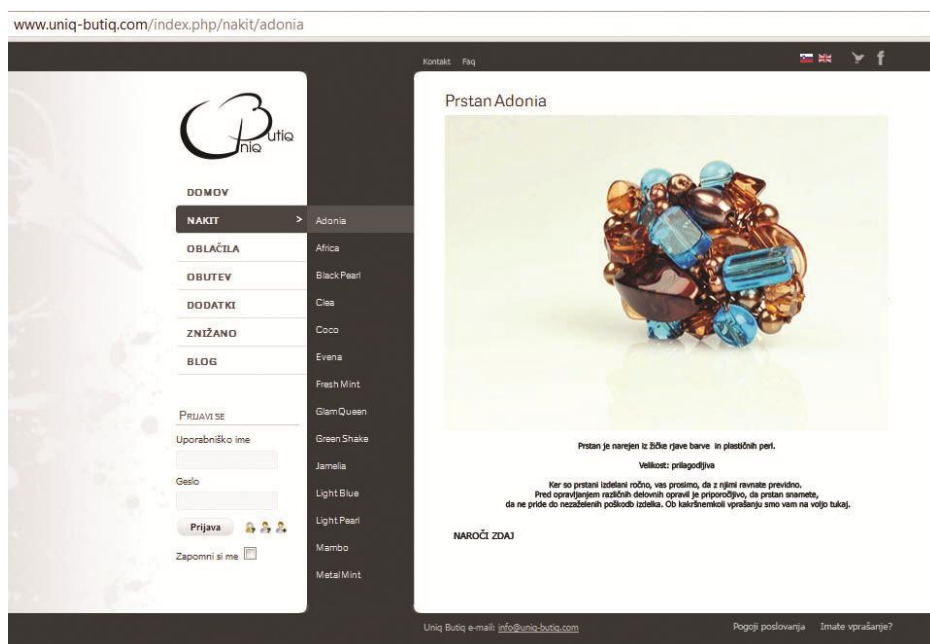 www.uniq-butiq.com/index.php/nakit/adonia
Kontakt Faq
Uniq
Butiq
DOMOV
NAKIT >
OBLAČILA
OBUTEV
DODATKI
ZNIŽANO
BLOG
PRIJAVI SE
Uporabniško ime
Geslo
Prijava
Zapomni si me
Adonia
Africa
Black Pearl
Clea
Coco
Evena
Fresh Mint
Glam Queen
Green Shake
Jamelia
Light Blue
Light Pearl
Mambo
Metal Mint
Prstan Adonia
Prstan je narejen iz žičke rjave barve in plastičnih perl.
Velikost: prilagodljiva
Ker so prstani izdelani ročno, vas prosimo, da z njimi ravnate previdno.
Pred opravljanjem različnih delovnih opravil je priporočljivo, da prstan snamete,
da ne pride do nezaželenih poškodb izdelka. Ob kakršnemkoli vprašanju smo vam na voljo tukaj.
NAROČI ZDAJ
Uniq Butiq e-mail: info@uniq-butiq.com
Pogoji poslovanja Imate vprašanje?